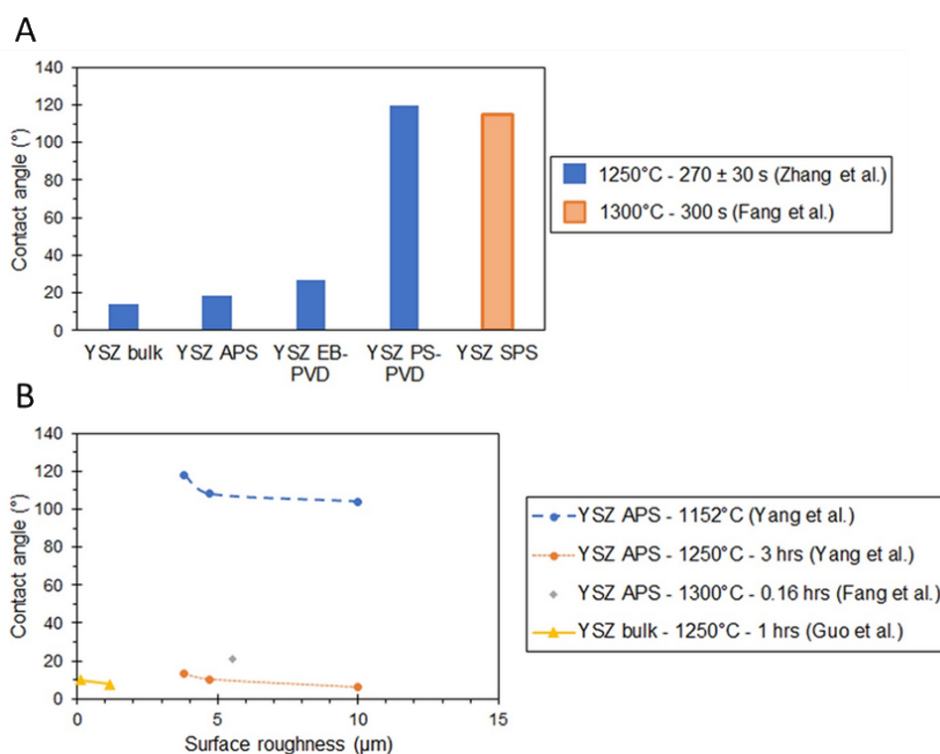 A
140
120
100
80
60
40
20
0
Contact angle (°)
YSZ bulk
YSZ APS
YSZ EB-
PVD
YSZ PS-
PVD
YSZ SPS
1250°C - 270 ± 30 s (Zhang et al.)
1300°C - 300 s (Fang et al.)
B
140
120
100
80
60
40
20
0
Contact angle (°)
0 5 10 15
Surface roughness (µm)
YSZ APS - 1152°C (Yang et al.)
YSZ APS - 1250°C - 3 hrs (Yang et al.)
YSZ APS - 1300°C - 0.16 hrs (Fang et al.)
YSZ bulk - 1250°C - 1 hrs (Guo et al.)